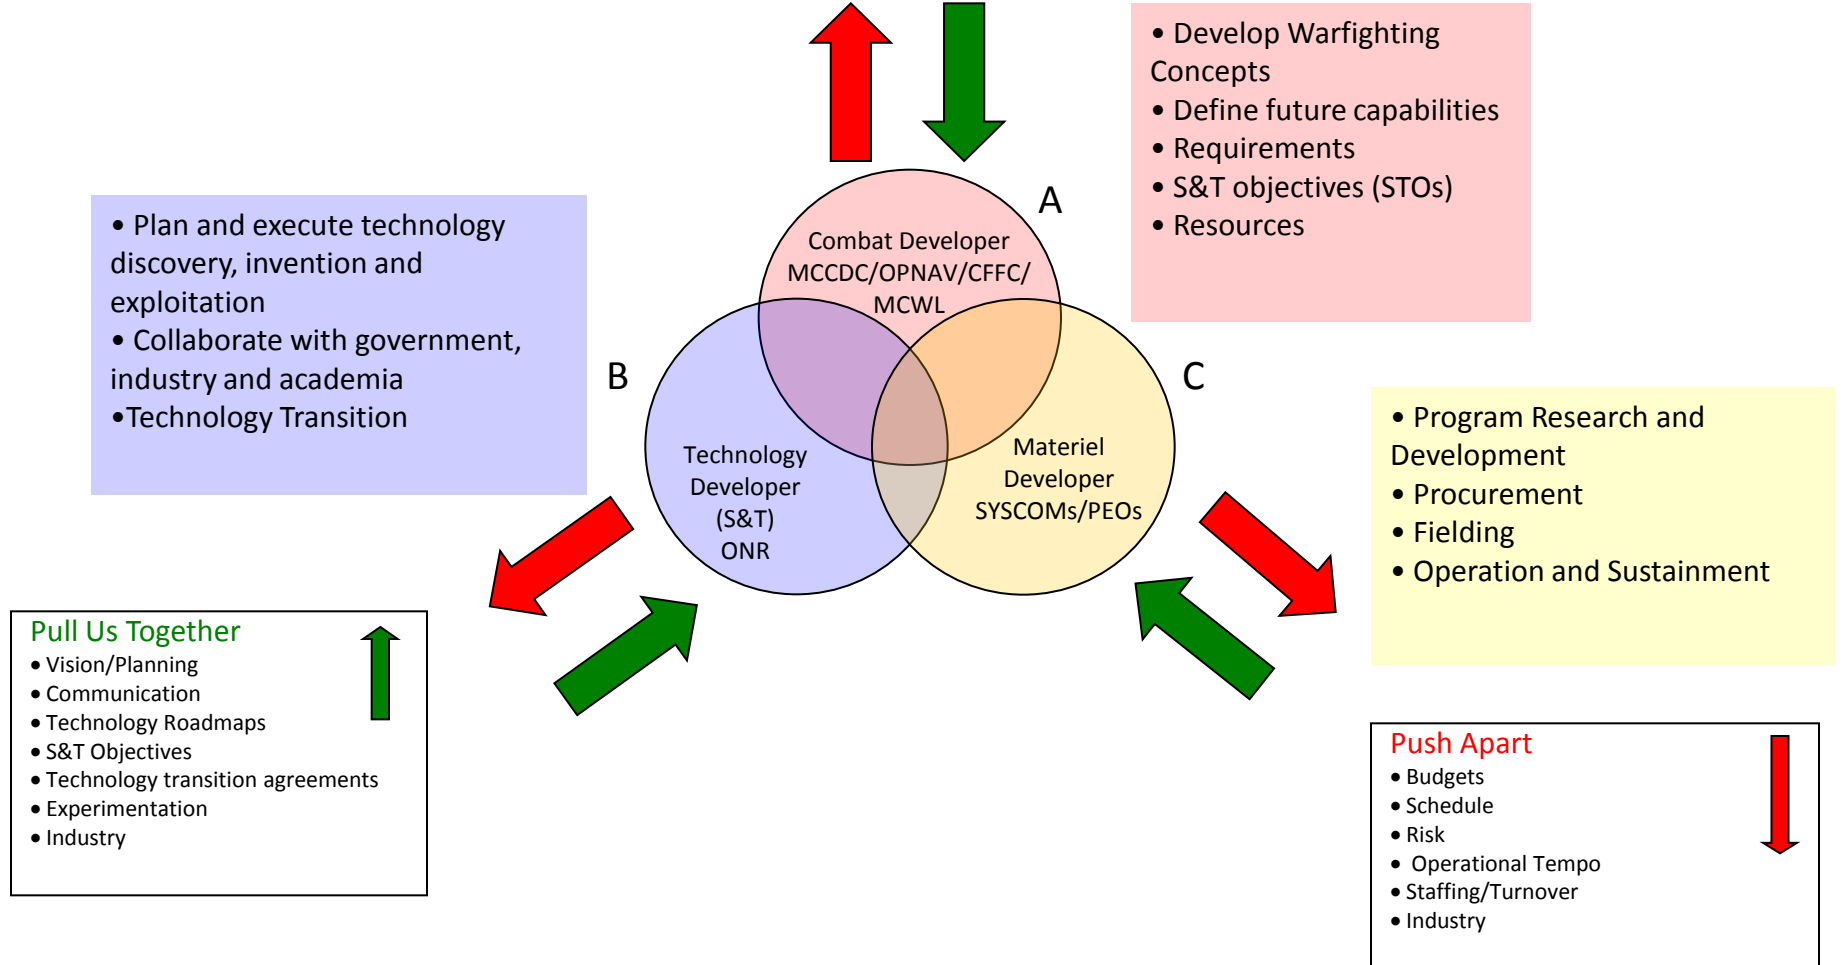 • Develop Warfighting
Concepts
• Define future capabilities
• Requirements
• S&T objectives (STOs)
• Resources
A
Combat Developer
MCCDC/OPNAV/CFFC/
MCWL
• Plan and execute technology
discovery, invention and
exploitation
• Collaborate with government,
industry and academia
•Technology Transition
B
Technology
Developer
(S&T)
ONR
C
Materiel
Developer
SYSCOMs/PEOs
• Program Research and
Development
• Procurement
• Fielding
• Operation and Sustainment
Pull Us Together
• Vision/Planning
• Communication
• Technology Roadmaps
• S&T Objectives
• Technology transition agreements
• Experimentation
• Industry
Push Apart
• Budgets
• Schedule
• Risk
• Operational Tempo
• Staffing/Turnover
• Industry